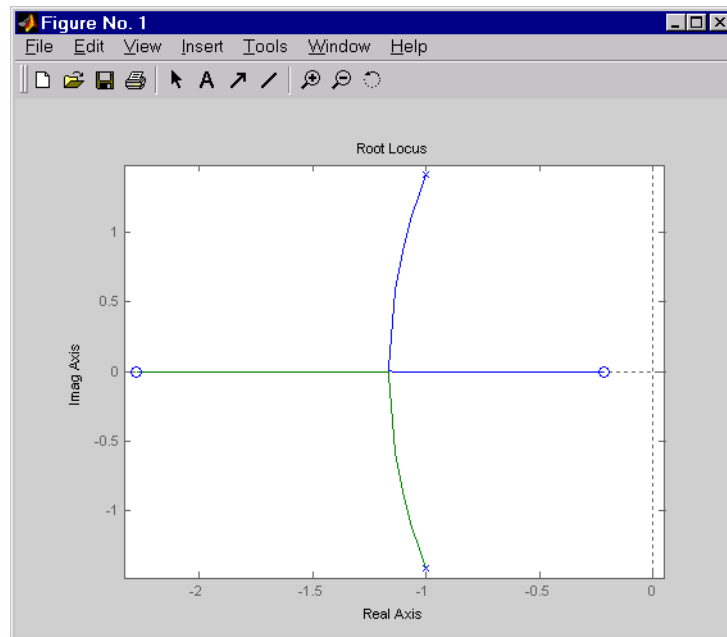 Figure No. 1
File Edit View Insert Tools Window Help
A
Root Locus
1
0.5
0
-0.5
-1
Imag Axis
-2 -1.5 -1 -0.5 0
Real Axis